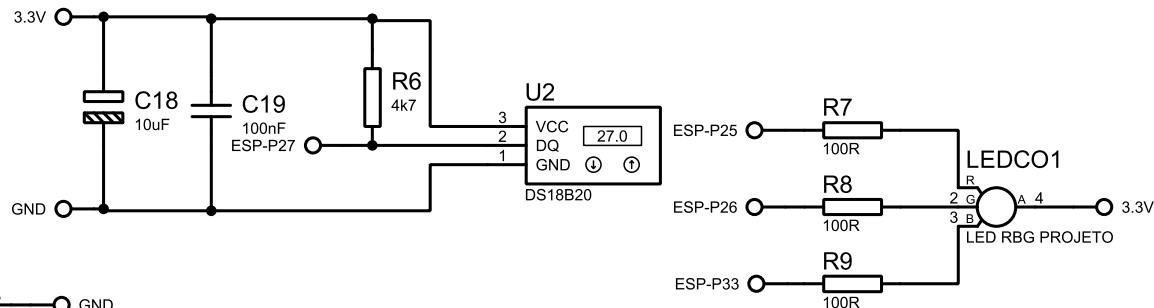 3.3V
C18
10uF
C19
100nF
R6
4k7
ESP-P27
GND
U2
3
2
1
VCC
DQ
GND
27.0
DS18B20
ESP-P25
R7
100R
ESP-P26
R8
100R
ESP-P33
R9
100R
LEDCO1
R
2 G
3 B
A 4
3.3V
LED RBG PROJETO
GND